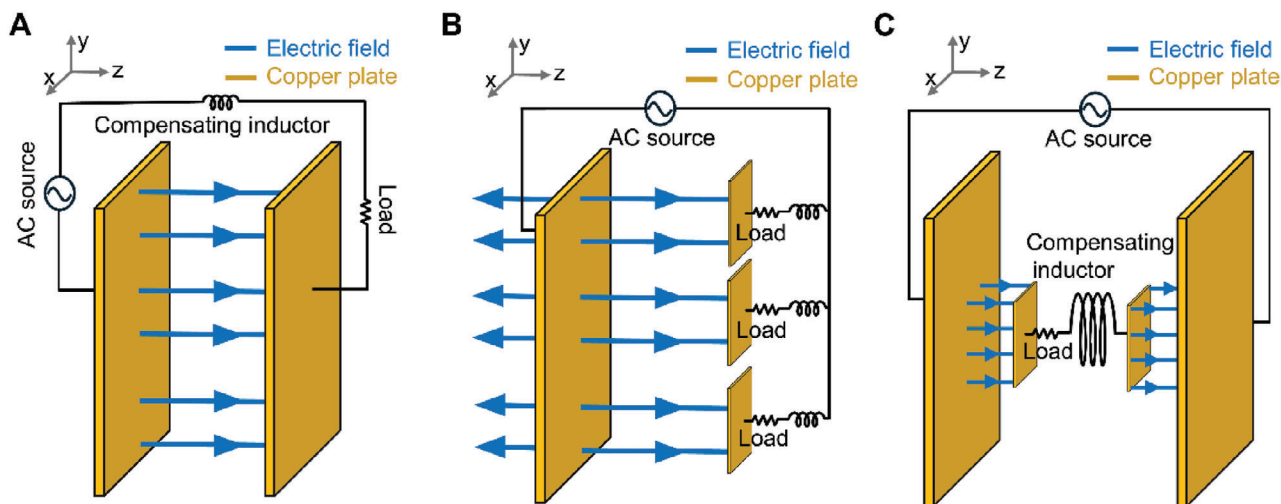 A
y
x
z
Electric field
Copper plate
Compensating inductor
AC source
Load
B
y
x
z
Electric field
Copper plate
AC source
Load
Load
Load
C
y
x
z
Electric field
Copper plate
AC source
Compensating
inductor
Load